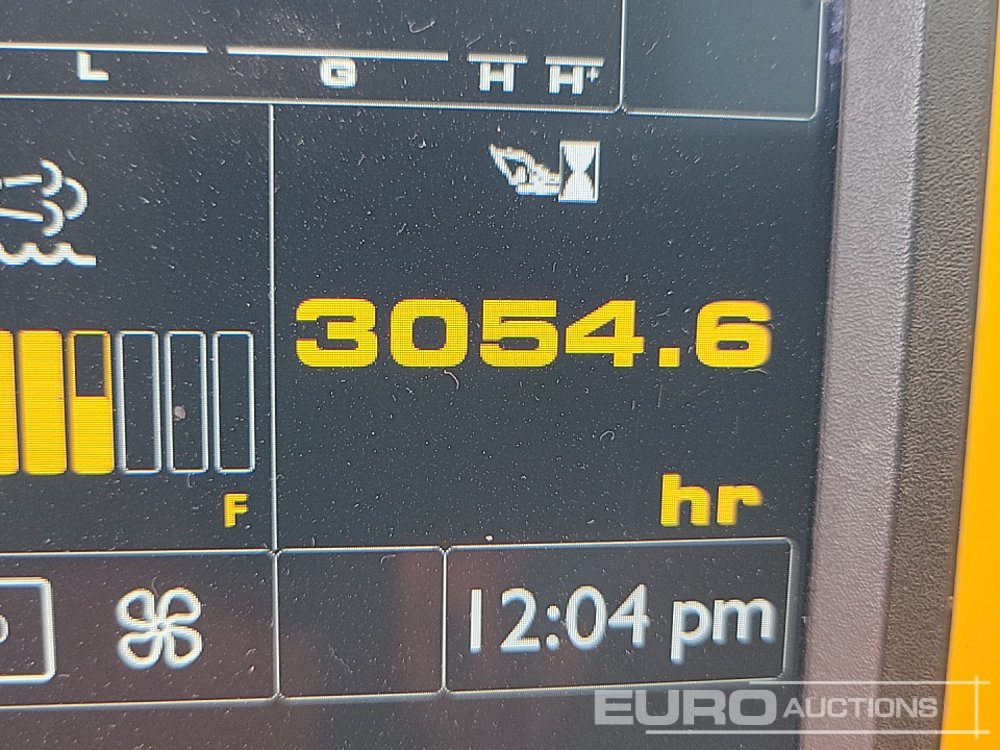 L G H H+
3054.6
F
hr
12:04 pm
EURO AUCTIONS